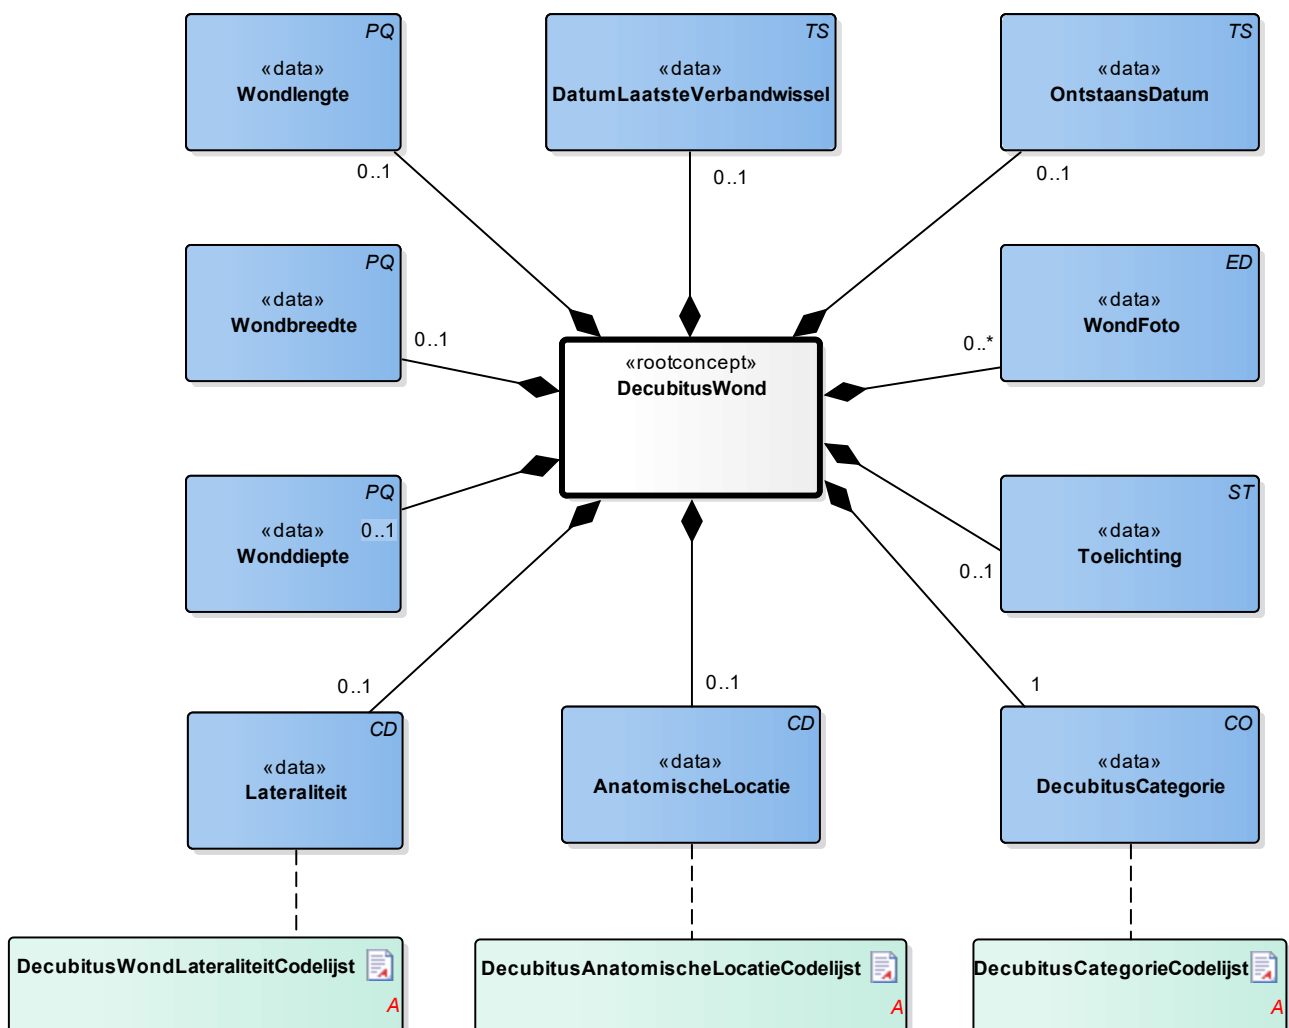 PQ
«data»
Wondlengte
0..1
TS
«data»
DatumLaatsteVerbandwissel
0..1
TS
«data»
OntstaansDatum
0..1
PQ
«data»
Wondbreedte
0..1
«rootconcept»
DecubitusWond
ED
«data»
WondFoto
0..*
PQ
«data»
Wonddiepte
0..1
ST
«data»
Toelichting
0..1
0..1
CD
«data»
Lateraliteit
0..1
CD
«data»
AnatomischeLocatie
1
CO
«data»
DecubitusCategorie
DecubitusWondLateraliteitCodelijst
A
DecubitusAnatomischeLocatieCodelijst
A
DecubitusCategorieCodelijst
A